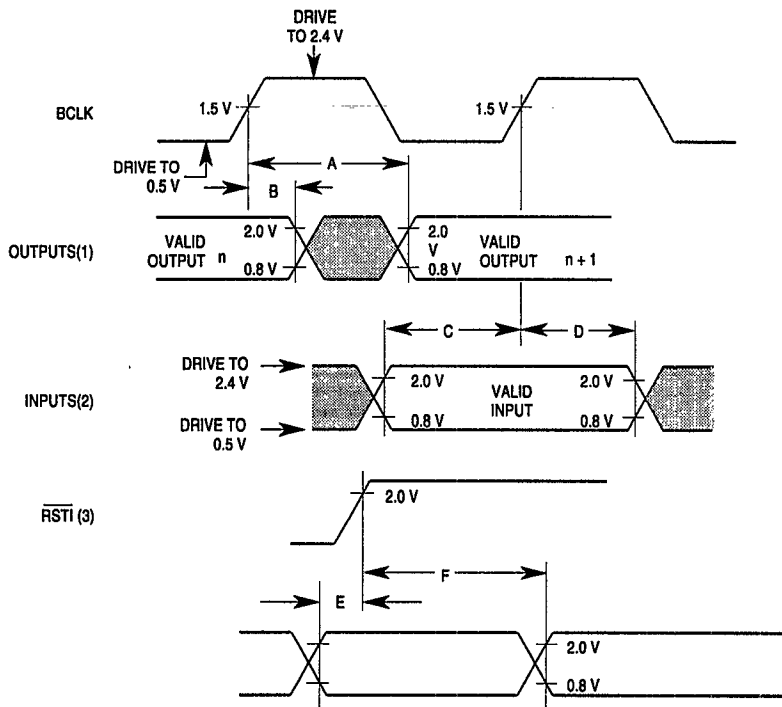 DRIVE
TO 2.4 V
BCLK
1.5 V
1.5 V
DRIVE TO
0.5 V
A
B
OUTPUTS(1)
VALID
OUTPUT n
2.0 V
0.8 V
2.0
V
0.8 V
VALID
OUTPUT n + 1
C
D
DRIVE TO
2.4 V
INPUTS(2)
DRIVE TO
0.5 V
2.0 V
0.8 V
VALID
INPUT
2.0 V
0.8 V
RSTI (3)
2.0 V
F
E
2.0 V
0.8 V